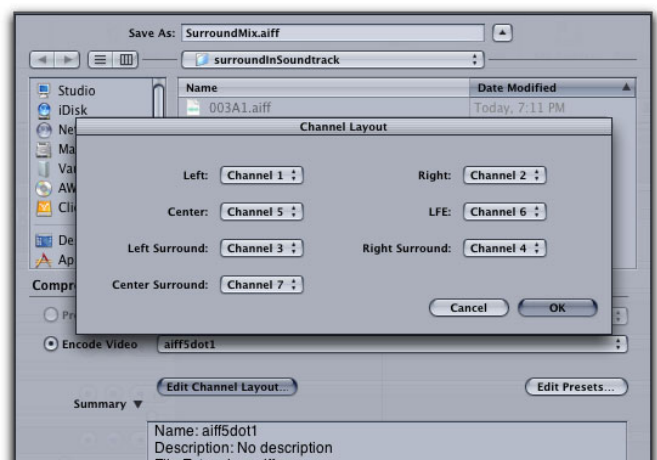 Save As: SurroundMix.aiff
surroundInSoundtrack
Name Date Modified
Studio
003A1.aiff Today, 7:11 PM
iDisk
Channel Layout
Left: Channel 1 Right: Channel 2
Center: Channel 5 LFE: Channel 6
Left Surround: Channel 3 Right Surround: Channel 4
Center Surround: Channel 7
Cancel OK
Encode Video aiff5dot1
Edit Channel Layout... Edit Presets...
Summary
Name: aiff5dot1
Description: No description